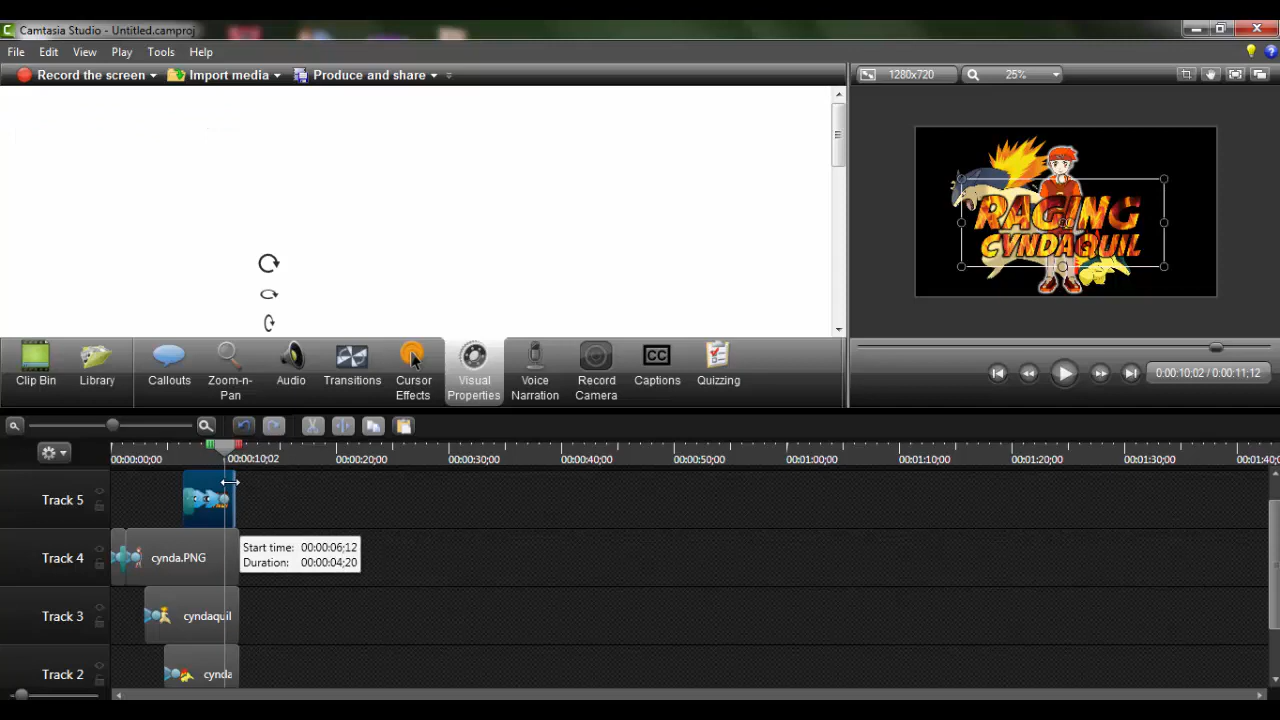 Camtasia Studio - Untitled.camproj
File Edit View Play Tools Help
Record the screen Import media Produce and share
1280x720 25%
RAGING
CYNDAQUIL
Clip Bin Library Callouts Zoom-n-Pan Audio Transitions Cursor Effects Visual Properties Voice Narration Record Camera Captions Quizzing
CC
0:00:10,02 / 0:00:11,12
00:00:00;00 00:00:10;02 00:00:20;00 00:00:30;00 00:00:40;00 00:00:50;00 00:01:00;00 00:01:10;00 00:01:20;00 00:01:30;00 00:01:40;0
Track 5
Start time: 00:00:06;12
Duration: 00:00:04;20
Track 4 cynda.PNG
Track 3 cyndaquil
Track 2 cynda